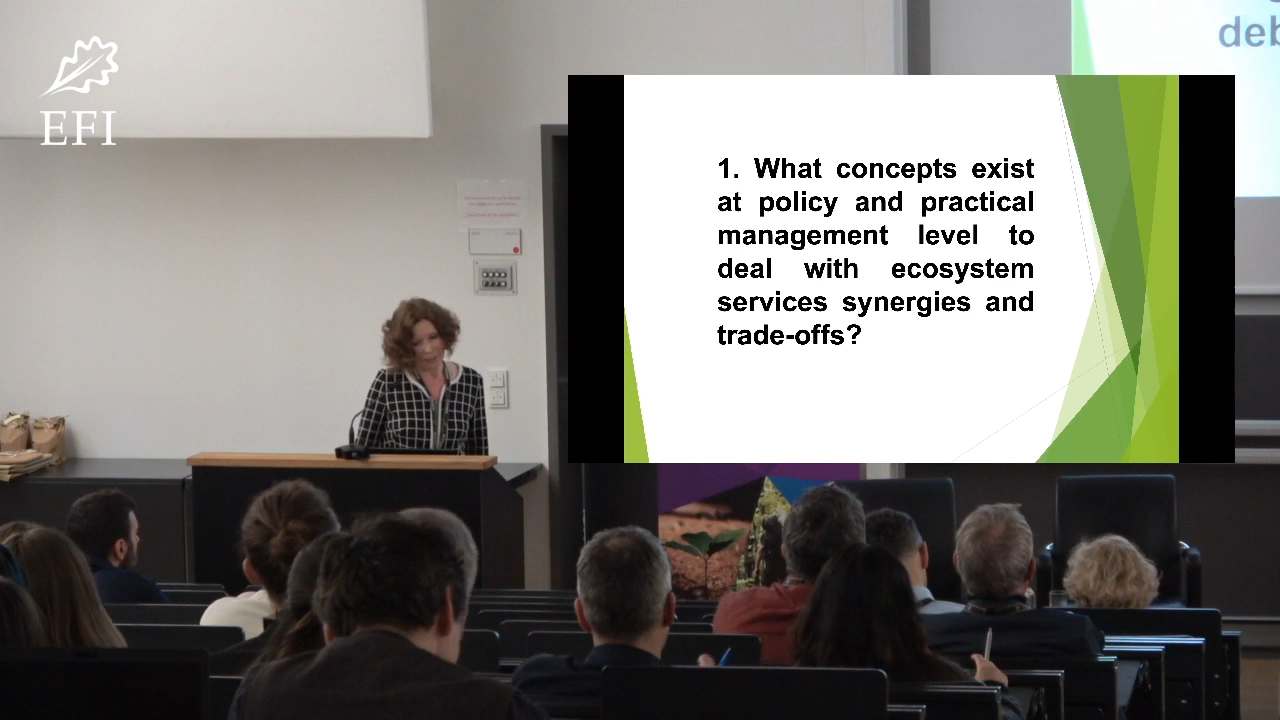 EFI
deb
1. What concepts exist
at policy and practical
management level to
deal with ecosystem
services synergies and
trade-offs?